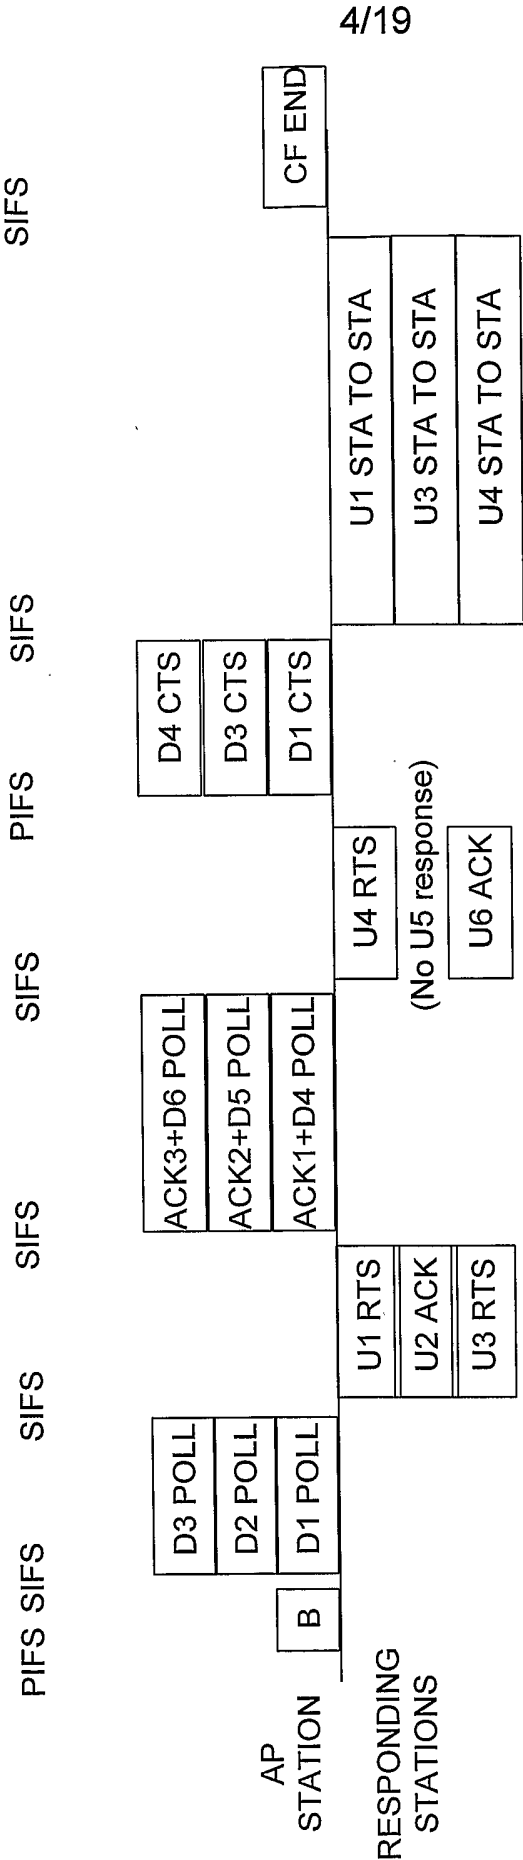 4/19
PIFS SIFS SIFS SIFS SIFS PIFS SIFS SIFS
AP
STATION
B
D3 POLL
D2 POLL
D1 POLL
ACK3+D6 POLL
ACK2+D5 POLL
ACK1+D4 POLL
D4 CTS
D3 CTS
D1 CTS
CF END
RESPONDING
STATIONS
U1 RTS
U2 ACK
U3 RTS
U4 RTS
(No U5 response)
U6 ACK
U1 STA TO STA
U3 STA TO STA
U4 STA TO STA